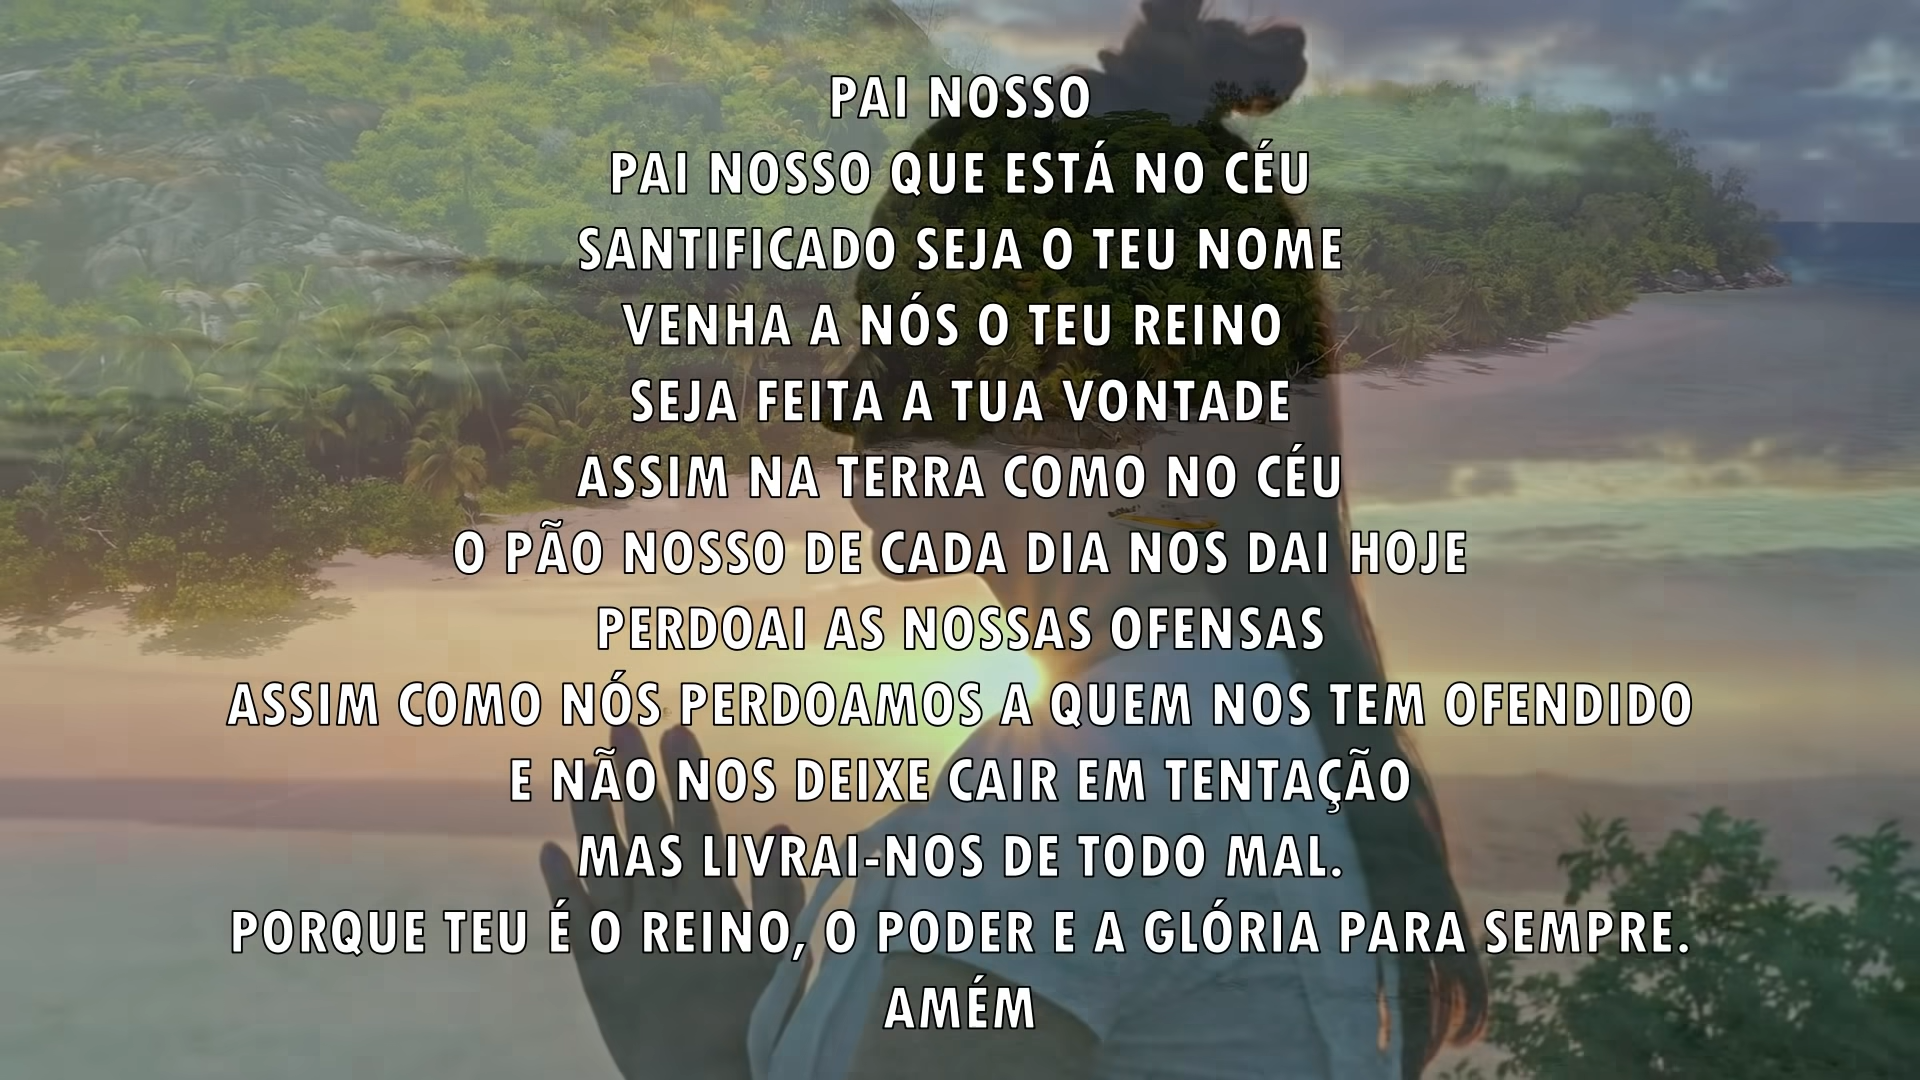 PAI NOSSO
PAI NOSSO QUE ESTÁ NO CÉU
SANTIFICADO SEJA O TEU NOME
VENHA A NÓS O TEU REINO
SEJA FEITA A TUA VONTADE
ASSIM NA TERRA COMO NO CÉU
O PÃO NOSSO DE CADA DIA NOS DAI HOJE
PERDOAI AS NOSSAS OFENSAS
ASSIM COMO NÓS PERDOAMOS A QUEM NOS TEM OFENDIDO
E NÃO NOS DEIXE CAIR EM TENTAÇÃO
MAS LIVRAI-NOS DE TODO MAL.
PORQUE TEU É O REINO, O PODER E A GLÓRIA PARA SEMPRE.
AMÉM